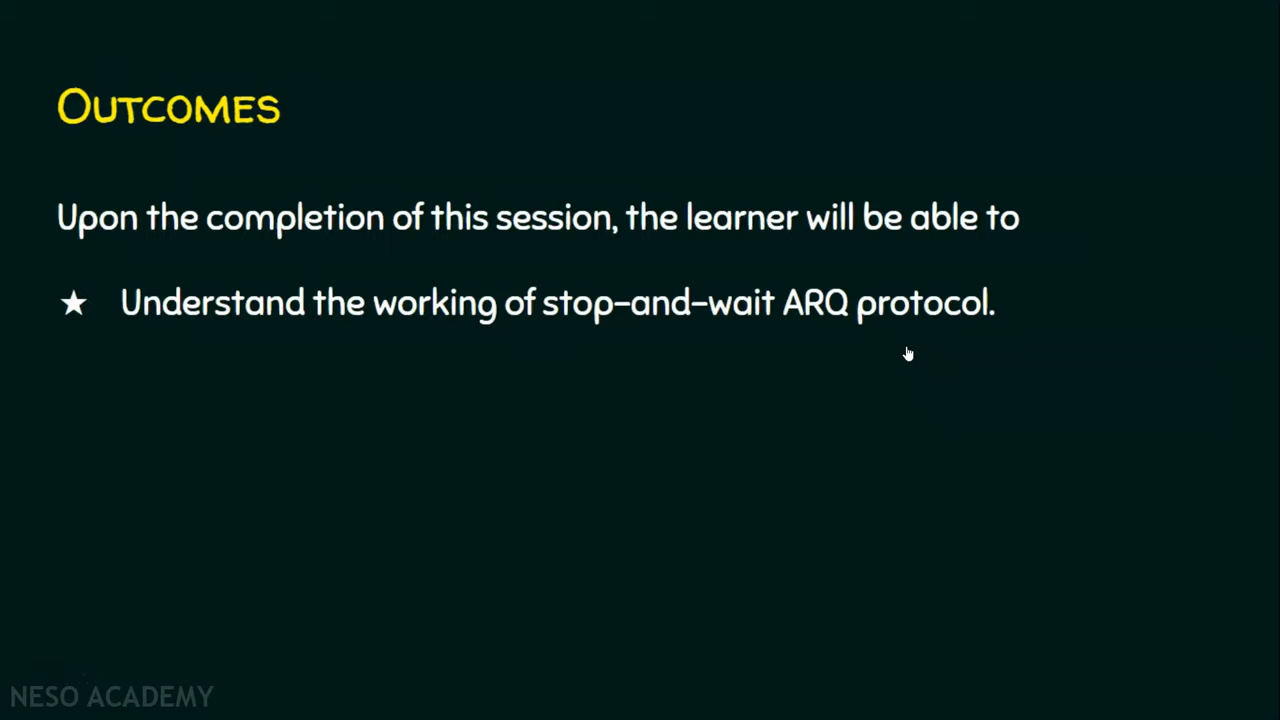 OUTCOMES
Upon the completion of this session, the learner will be able to
★ Understand the working of stop-and-wait ARQ protocol.
NESO ACADEMY